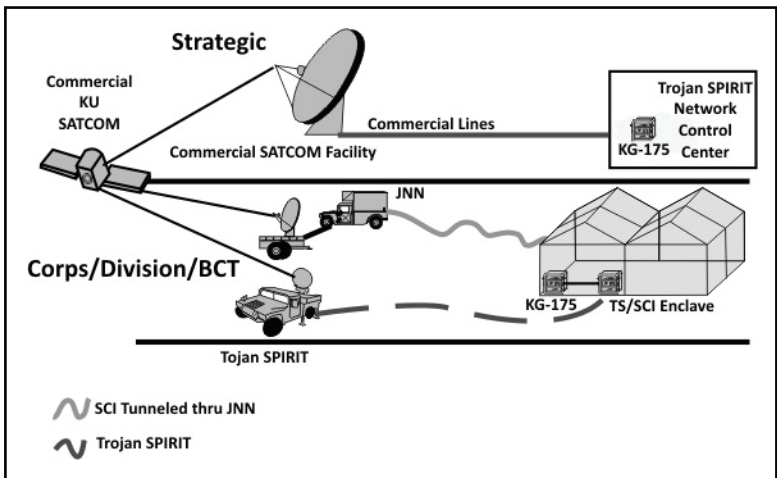 Strategic
Commercial
KU
SATCOM
Trojan SPIRIT
Network
Control
Center
KG-175
Commercial Lines
Commercial SATCOM Facility
JNN
Corps/Division/BCT
KG-175
TS/SCI Enclave
Tojan SPIRIT
SCI Tunneled thru JNN
Trojan SPIRIT